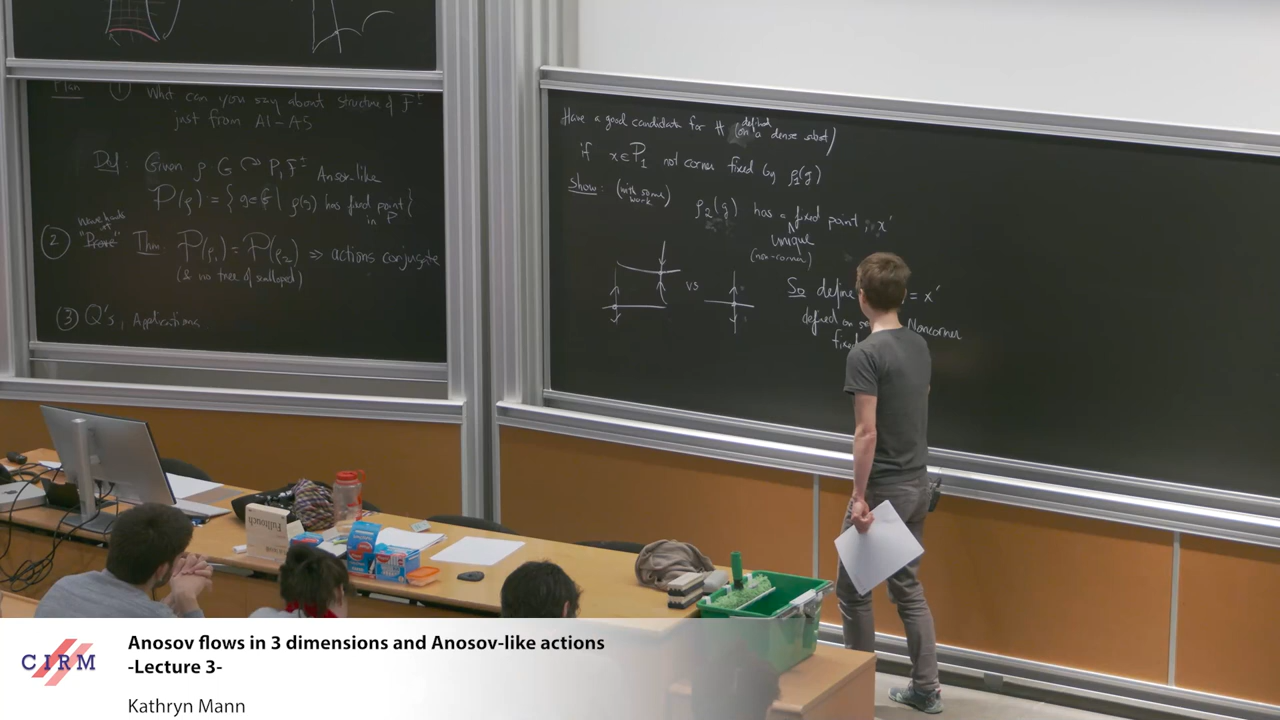 Plan ① What can you say about structure of F±
just from A1-A5
Def: Given ρ G ↷ P, F± Ansov-like
P(ρ) = { g∈G | ρ(g) has fixed point }
in P
② "Prove" Thm: P(ρ1) = P(ρ2) ⇒ actions conjugate
(& no tree of scalloped)
③ Q's, Applications
Have a good candidate for H (defined on a dense subset)
if x∈P1 not corner fixed by ρ1(g)
Show: (with some work) ρ2(g) has a fixed point x'
unique
(non-corner)
vs
So define = x'
defined on Noncorner
fixed
Fulltouch
CIRM
Anosov flows in 3 dimensions and Anosov-like actions
-Lecture 3-
Kathryn Mann